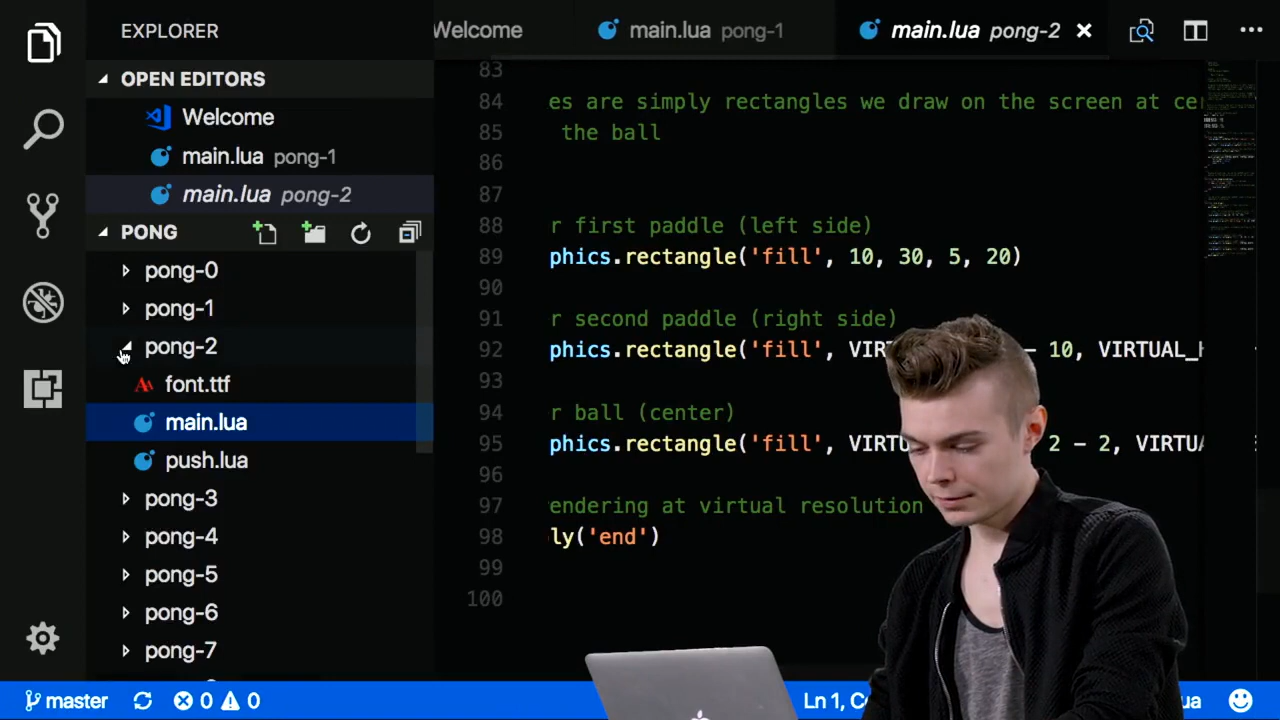 EXPLORER
OPEN EDITORS
Welcome
main.lua pong-1
main.lua pong-2
PONG
pong-0
pong-1
pong-2
font.ttf
main.lua
push.lua
pong-3
pong-4
pong-5
pong-6
pong-7
Welcome
main.lua pong-1
main.lua pong-2
83
84 es are simply rectangles we draw on the screen at
85 the ball
86
87
88 r first paddle (left side)
89 phics.rectangle('fill', 10, 30, 5, 20)
90
91 r second paddle (right side)
92 phics.rectangle('fill', - 10,
93
94 r ball (center)
95 phics.rectangle('fill', 2 - 2,
96
97 endering at virtual resolution
98 ly('end')
99
100
master 0 0 Ln 1,